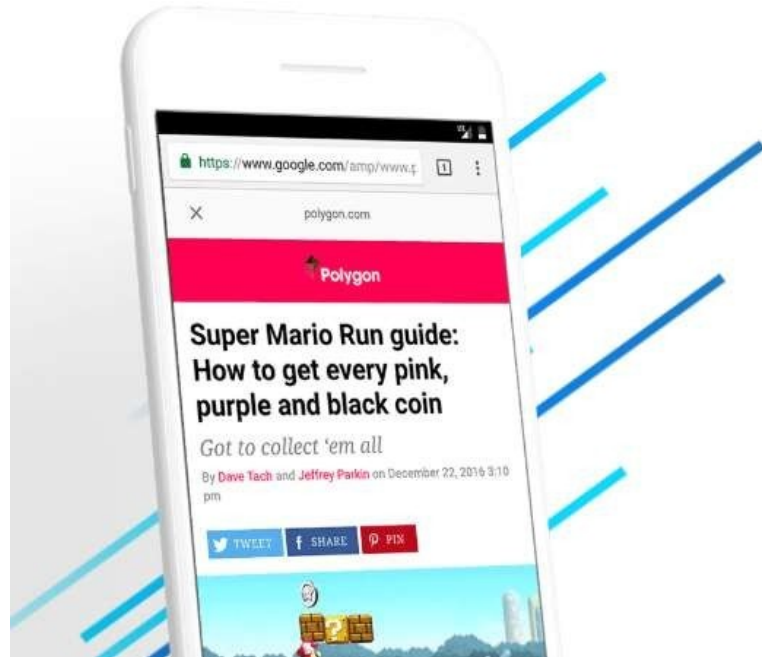 https://www.google.com/amp/www.p
1
polygon.com
Polygon
Super Mario Run guide:
How to get every pink,
purple and black coin
Got to collect ‘em all
By Dave Tach and Jeffrey Parkin on December 22, 2016 3:10
pm
TWEET f SHARE PIN
?